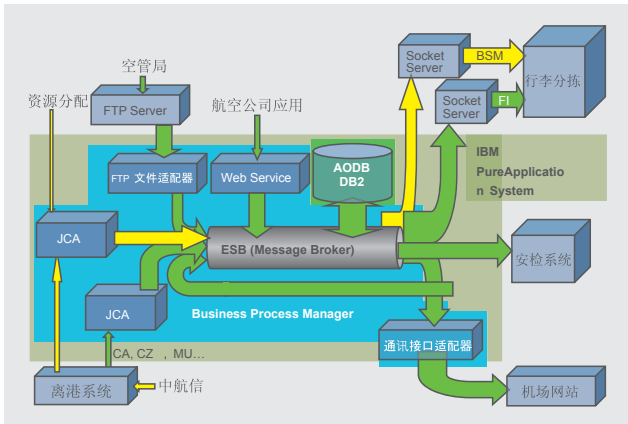 空管局
Socket
Server
BSM
行李分拣
资源分配
FTP Server
航空公司应用
Socket
Server
FI
FTP 文件适配器
Web Service
AODB
DB2
IBM
PureApplicatio
n System
JCA
ESB (Message Broker)
安检系统
JCA
Business Process Manager
通讯接口适配器
CA, CZ , MU...
离港系统
中航信
机场网站